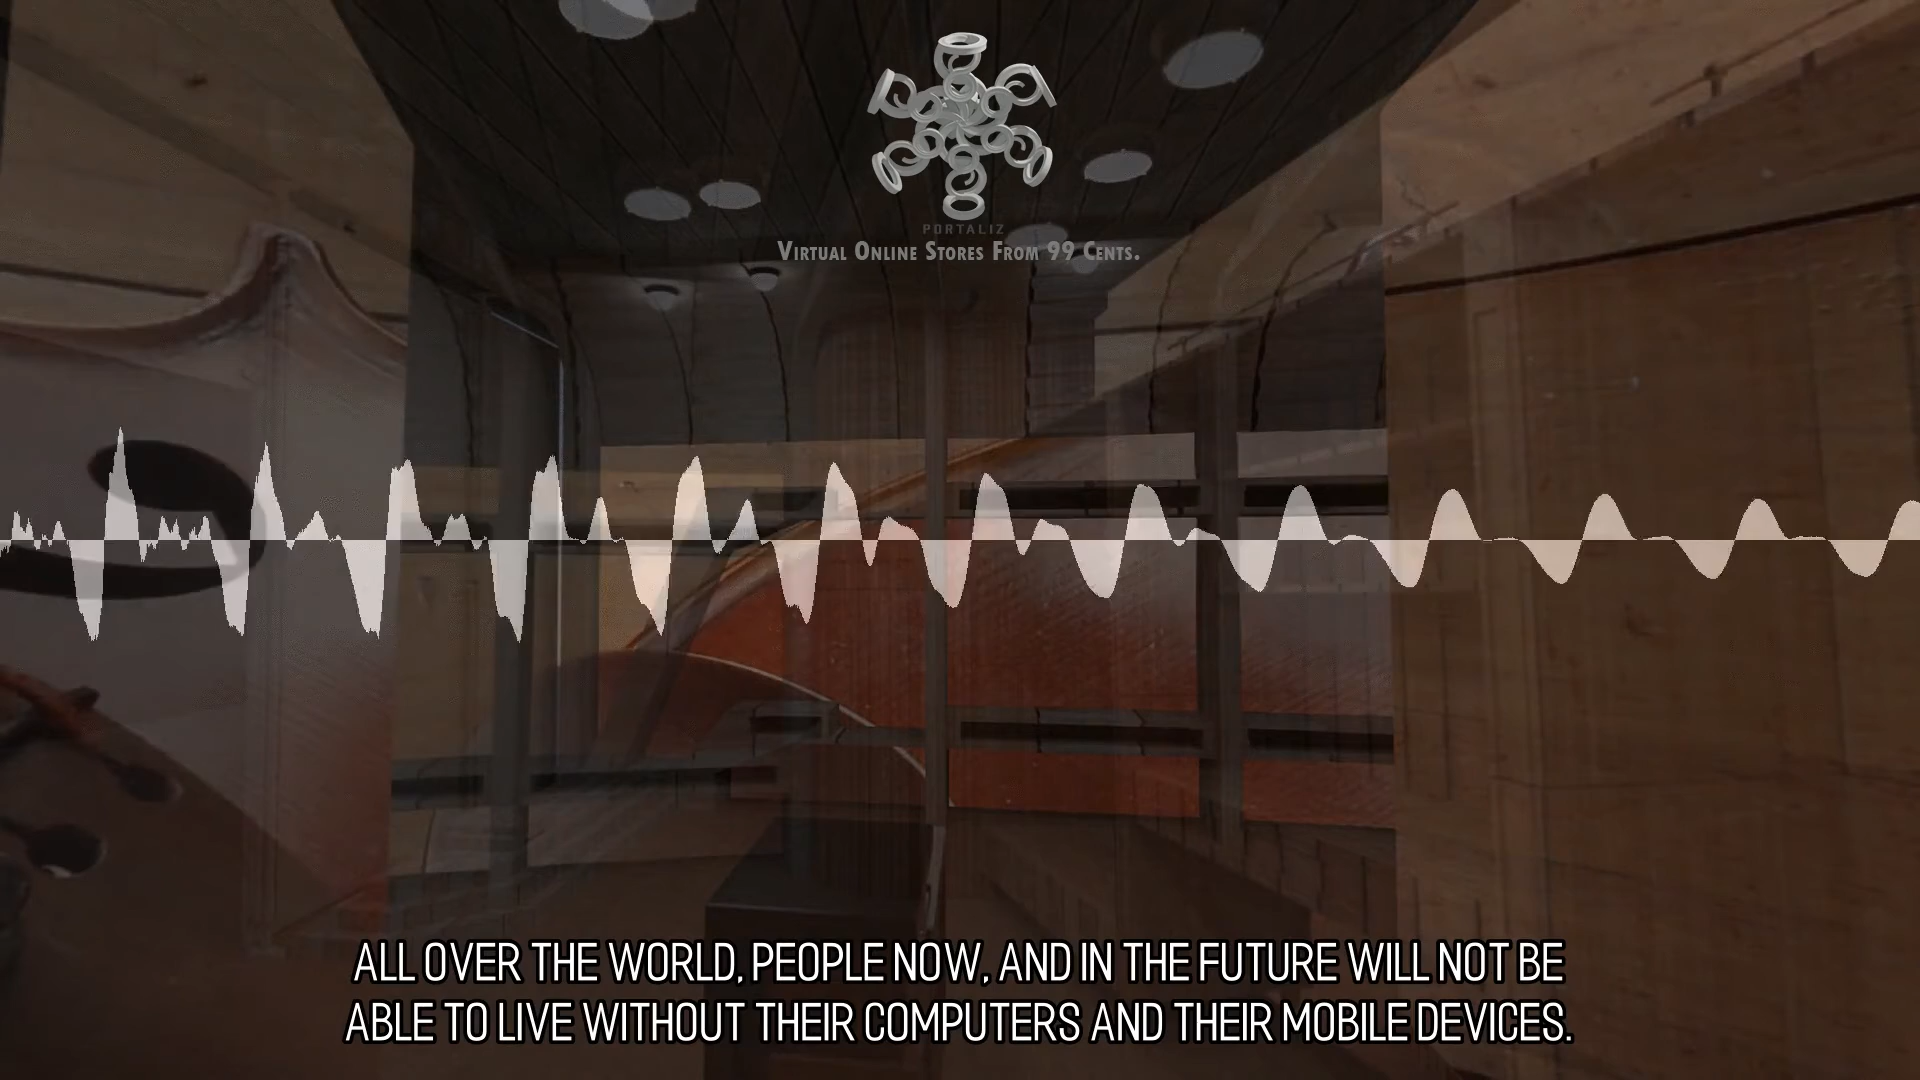 PORTALIZ
Virtual Online Stores From 99 Cents.
ALL OVER THE WORLD, PEOPLE NOW, AND IN THE FUTURE WILL NOT BE
ABLE TO LIVE WITHOUT THEIR COMPUTERS AND THEIR MOBILE DEVICES.